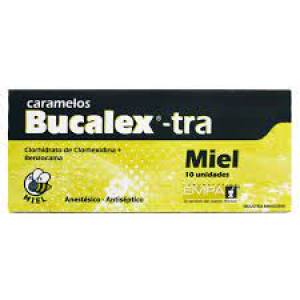 caramelos
Bucalex®-tra
Clorhidrato de Clorhexidina +
Benzocaína
Miel
10 unidades
EMPA
MIEL
Anestésico - Antiséptico